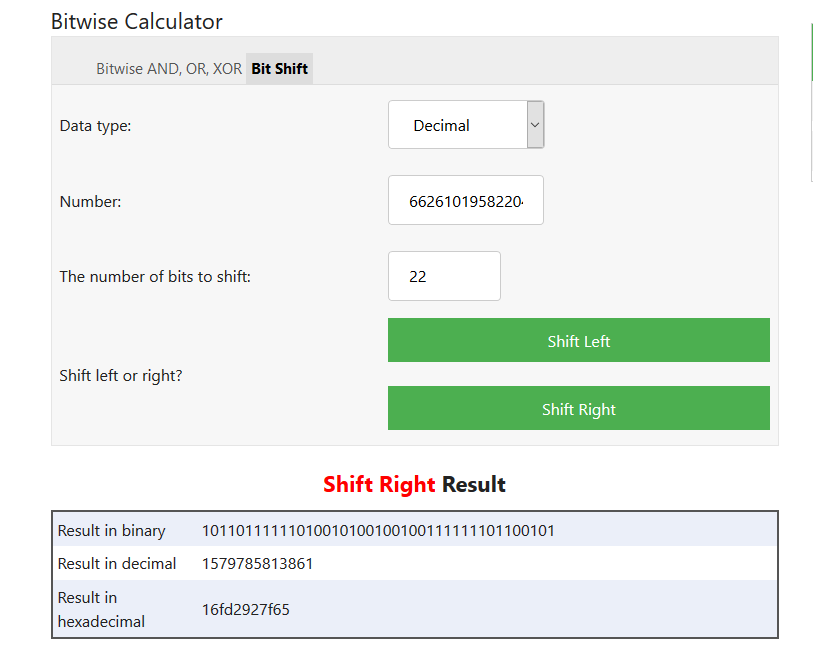 Bitwise Calculator
Bitwise AND, OR, XOR Bit Shift
Data type: Decimal
Number: 6626101958220
The number of bits to shift: 22
Shift Left
Shift left or right?
Shift Right
Shift Right Result
Result in binary 10110111111010010100100100111111101100101
Result in decimal 1579785813861
Result in
hexadecimal 16fd2927f65